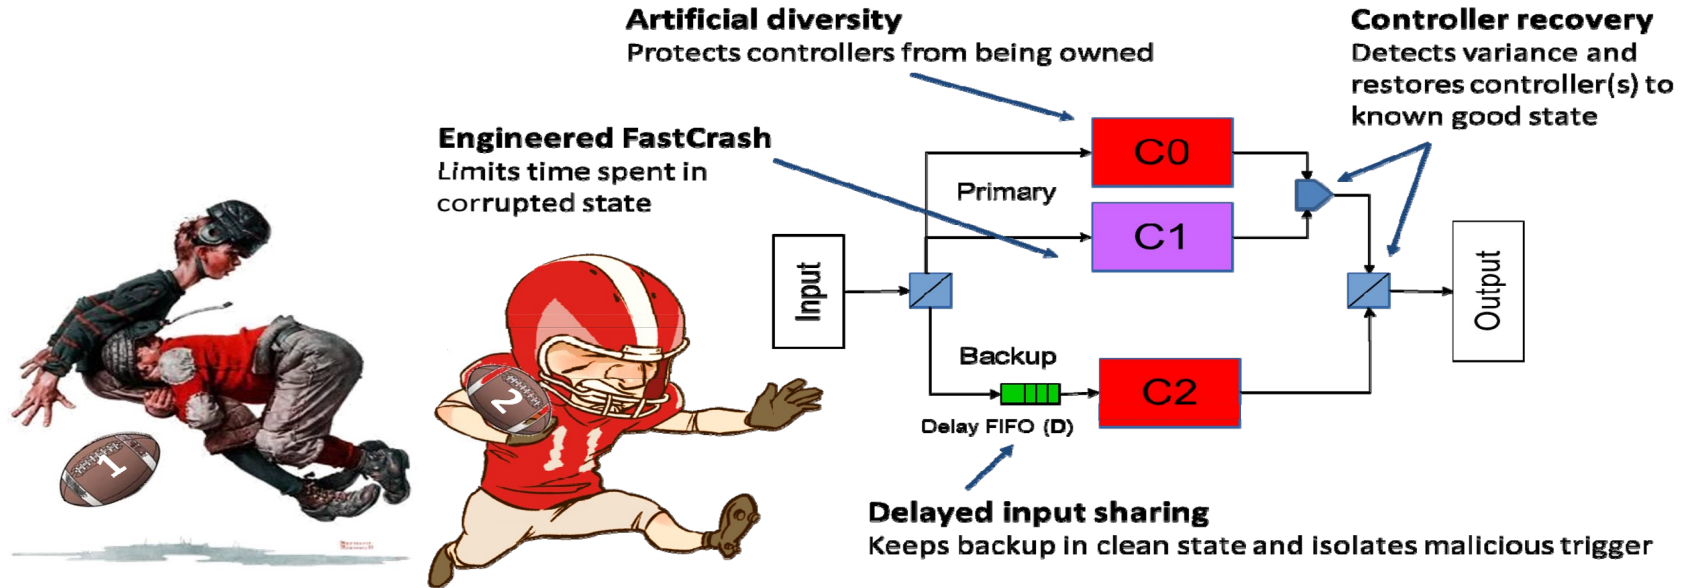 Artificial diversity
Protects controllers from being owned
Controller recovery
Detects variance and
restores controller(s) to
known good state
Engineered FastCrash
Limits time spent in
corrupted state
C0
Primary
C1
Input
Output
Backup
C2
Delay FIFO (D)
1
2
11
Delayed input sharing
Keeps backup in clean state and isolates malicious trigger